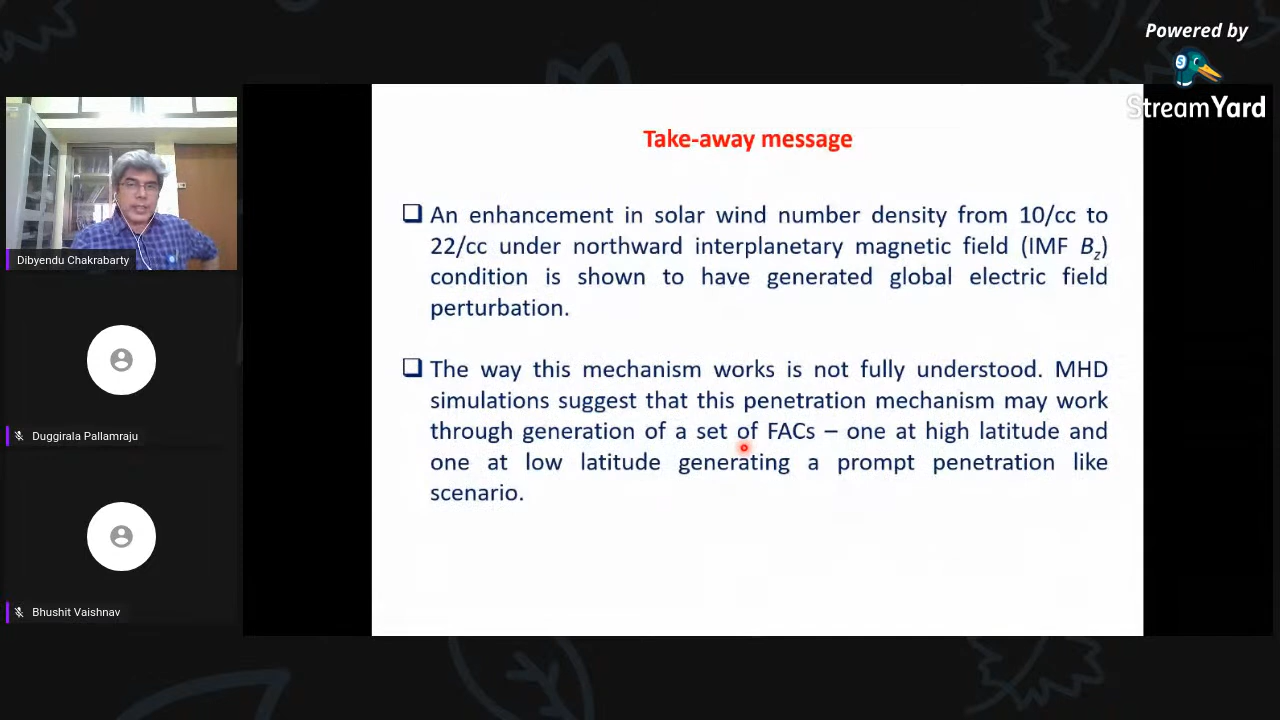 Powered by
StreamYard
Take-away message
An enhancement in solar wind number density from 10/cc to
22/cc under northward interplanetary magnetic field (IMF Bz)
condition is shown to have generated global electric field
perturbation.
The way this mechanism works is not fully understood. MHD
simulations suggest that this penetration mechanism may work
through generation of a set of FACs – one at high latitude and
one at low latitude generating a prompt penetration like
scenario.
Dibyendu Chakrabarty
Duggirala Pallamraju
Bhushit Vaishnav